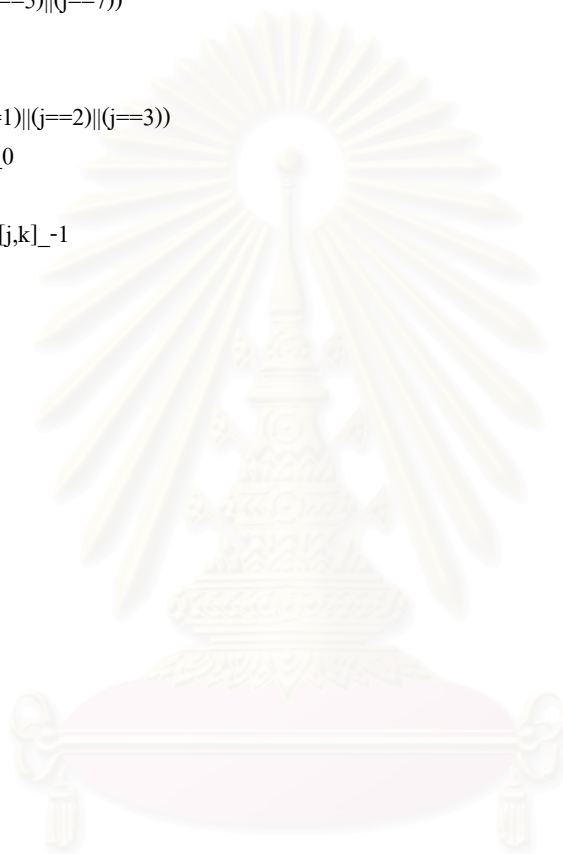 ==5)||(j==7))
=1)||(j==2)||(j==3))
_0
[j,k]_-1